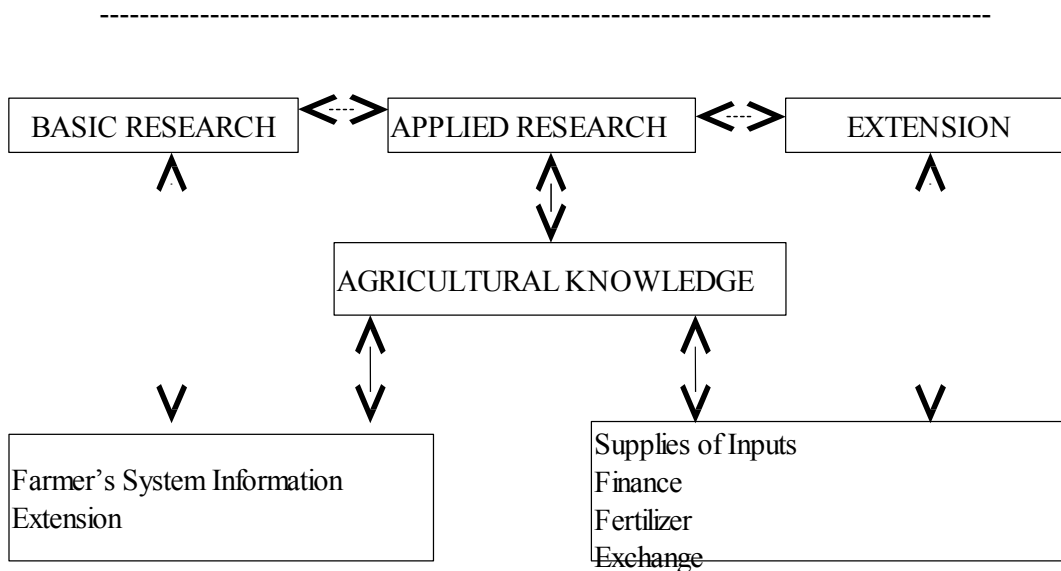 BASIC RESEARCH
APPLIED RESEARCH
EXTENSION
AGRICULTURAL KNOWLEDGE
Farmer’s System Information
Extension
Supplies of Inputs
Finance
Fertilizer
Exchange